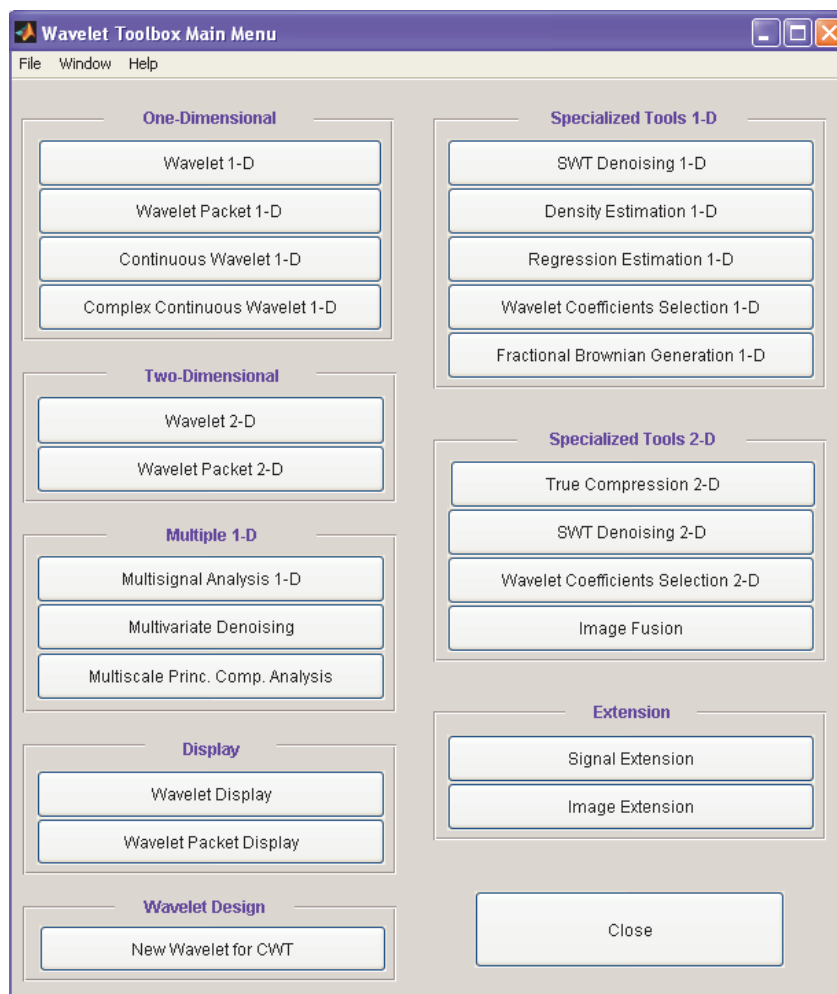 Wavelet Toolbox Main Menu
File Window Help
One-Dimensional
Wavelet 1-D
Wavelet Packet 1-D
Continuous Wavelet 1-D
Complex Continuous Wavelet 1-D
Two-Dimensional
Wavelet 2-D
Wavelet Packet 2-D
Multiple 1-D
Multisignal Analysis 1-D
Multivariate Denoising
Multiscale Princ. Comp. Analysis
Display
Wavelet Display
Wavelet Packet Display
Wavelet Design
New Wavelet for CWT
Specialized Tools 1-D
SWT Denoising 1-D
Density Estimation 1-D
Regression Estimation 1-D
Wavelet Coefficients Selection 1-D
Fractional Brownian Generation 1-D
Specialized Tools 2-D
True Compression 2-D
SWT Denoising 2-D
Wavelet Coefficients Selection 2-D
Image Fusion
Extension
Signal Extension
Image Extension
Close